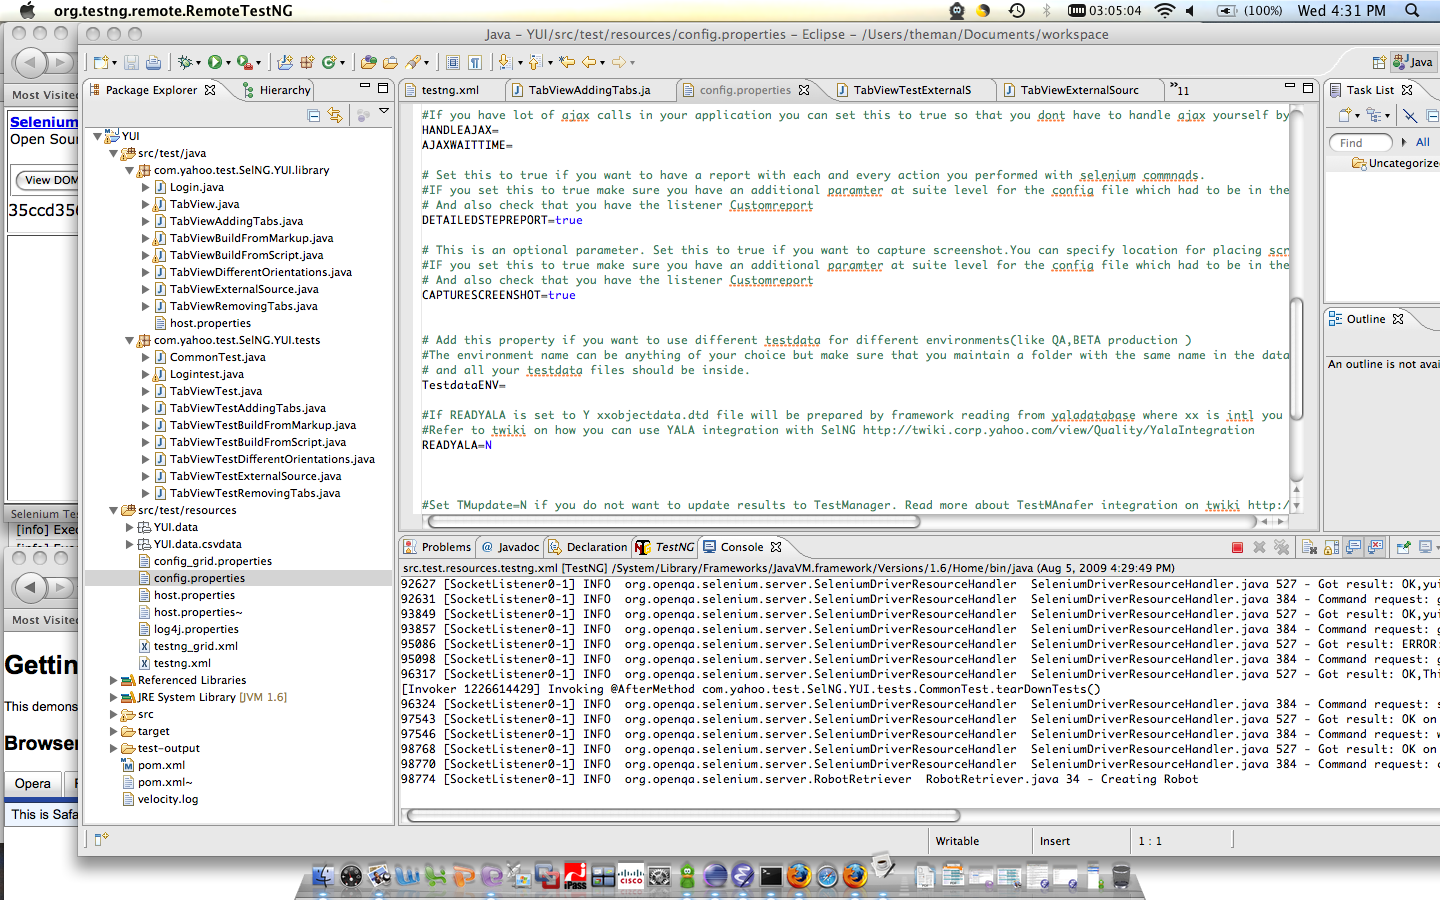 org.testng.remote.RemoteTestNG
03:05:04
(100%)
Wed 4:31 PM
Java – YUI/src/test/resources/config.properties – Eclipse – /Users/theman/Documents/workspace
Java
Most Visited
Selenium
Open Sour
View DOM
35ccd356
Selenium Tes
[info] Exec
Most Visited
Gettin
This demons
Browser
Opera
This is Safa
Package Explorer
Hierarchy
YUI
src/test/java
com.yahoo.test.SelNG.YUI.library
Login.java
TabView.java
TabViewAddingTabs.java
TabViewBuildFromMarkup.java
TabViewBuildFromScript.java
TabViewDifferentOrientations.java
TabViewExternalSource.java
TabViewRemovingTabs.java
host.properties
com.yahoo.test.SelNG.YUI.tests
CommonTest.java
Logintest.java
TabViewTest.java
TabViewTestAddingTabs.java
TabViewTestBuildFromMarkup.java
TabViewTestBuildFromScript.java
TabViewTestDifferentOrientations.java
TabViewTestExternalSource.java
TabViewTestRemovingTabs.java
src/test/resources
YUI.data
YUI.data.csvdata
config_grid.properties
config.properties
host.properties
host.properties~
log4j.properties
testng_grid.xml
testng.xml
Referenced Libraries
JRE System Library [JVM 1.6]
src
target
test-output
pom.xml
pom.xml~
velocity.log
testng.xml
TabViewAddingTabs.ja
config.properties
TabViewTestExternalS
TabViewExternalSourc
»11
#If you have lot of ajax calls in your application you can set this to true so that you dont have to handle ajax yourself by
HANDLEAJAX=
AJAXWAITTIME=
# Set this to true if you want to have a report with each and every action you performed with selenium commnads.
#IF you set this to true make sure you have an additional paramter at suite level for the config file which had to be in the
# And also check that you have the listener Customreport
DETAILEDSTEPREPORT=true
# This is an optional parameter. Set this to true if you want to capture screenshot.You can specify location for placing scr
#IF you set this to true make sure you have an additional paramter at suite level for the config file which had to be in the
# And also check that you have the listener Customreport
CAPTURESCREENSHOT=true
# Add this property if you want to use different testdata for different environments(like QA,BETA production )
#The environment name can be anything of your choice but make sure that you maintain a folder with the same name in the data
# and all your testdata files should be inside.
TestdataENV=
#If READYALA is set to Y xxobjectdata.dtd file will be prepared by framework reading from yaladatabase where xx is intl you
#Refer to twiki on how you can use YALA integration with SelNG http://twiki.corp.yahoo.com/view/Quality/YalaIntegration
READYALA=N
#Set TMupdate=N if you do not want to update results to TestManager. Read more about TestMAnafer integration on twiki http:/
Task List
Find
All
Uncategorize
Outline
An outline is not avai
Problems
@ Javadoc
Declaration
TestNG
Console
src.test.resources.testng.xml [TestNG] /System/Library/Frameworks/JavaVM.framework/Versions/1.6/Home/bin/java (Aug 5, 2009 4:29:49 PM)
92627 [SocketListener0-1] INFO org.openqa.selenium.server.SeleniumDriverResourceHandler SeleniumDriverResourceHandler.java 527 - Got result: OK,yui
92631 [SocketListener0-1] INFO org.openqa.selenium.server.SeleniumDriverResourceHandler SeleniumDriverResourceHandler.java 384 - Command request: g
93849 [SocketListener0-1] INFO org.openqa.selenium.server.SeleniumDriverResourceHandler SeleniumDriverResourceHandler.java 527 - Got result: OK,yui
93857 [SocketListener0-1] INFO org.openqa.selenium.server.SeleniumDriverResourceHandler SeleniumDriverResourceHandler.java 384 - Command request: g
95086 [SocketListener0-1] INFO org.openqa.selenium.server.SeleniumDriverResourceHandler SeleniumDriverResourceHandler.java 527 - Got result: ERROR:
95098 [SocketListener0-1] INFO org.openqa.selenium.server.SeleniumDriverResourceHandler SeleniumDriverResourceHandler.java 384 - Command request: g
96317 [SocketListener0-1] INFO org.openqa.selenium.server.SeleniumDriverResourceHandler SeleniumDriverResourceHandler.java 527 - Got result: OK,Thi
[Invoker 1226614429] Invoking @AfterMethod com.yahoo.test.SelNG.YUI.tests.CommonTest.tearDownTests()
96324 [SocketListener0-1] INFO org.openqa.selenium.server.SeleniumDriverResourceHandler SeleniumDriverResourceHandler.java 384 - Command request: s
97543 [SocketListener0-1] INFO org.openqa.selenium.server.SeleniumDriverResourceHandler SeleniumDriverResourceHandler.java 527 - Got result: OK on
97546 [SocketListener0-1] INFO org.openqa.selenium.server.SeleniumDriverResourceHandler SeleniumDriverResourceHandler.java 384 - Command request: w
98768 [SocketListener0-1] INFO org.openqa.selenium.server.SeleniumDriverResourceHandler SeleniumDriverResourceHandler.java 527 - Got result: OK on
98770 [SocketListener0-1] INFO org.openqa.selenium.server.SeleniumDriverResourceHandler SeleniumDriverResourceHandler.java 384 - Command request: c
98774 [SocketListener0-1] INFO org.openqa.selenium.server.RobotRetriever RobotRetriever.java 34 - Creating Robot
Writable
Insert
1 : 1
iPass
CISCO